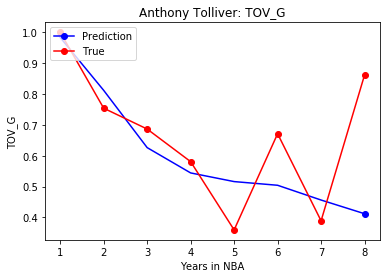 Anthony Tolliver: TOV_G
Prediction
True
1.0
0.9
0.8
0.7
0.6
0.5
0.4
TOV_G
1 2 3 4 5 6 7 8
Years in NBA